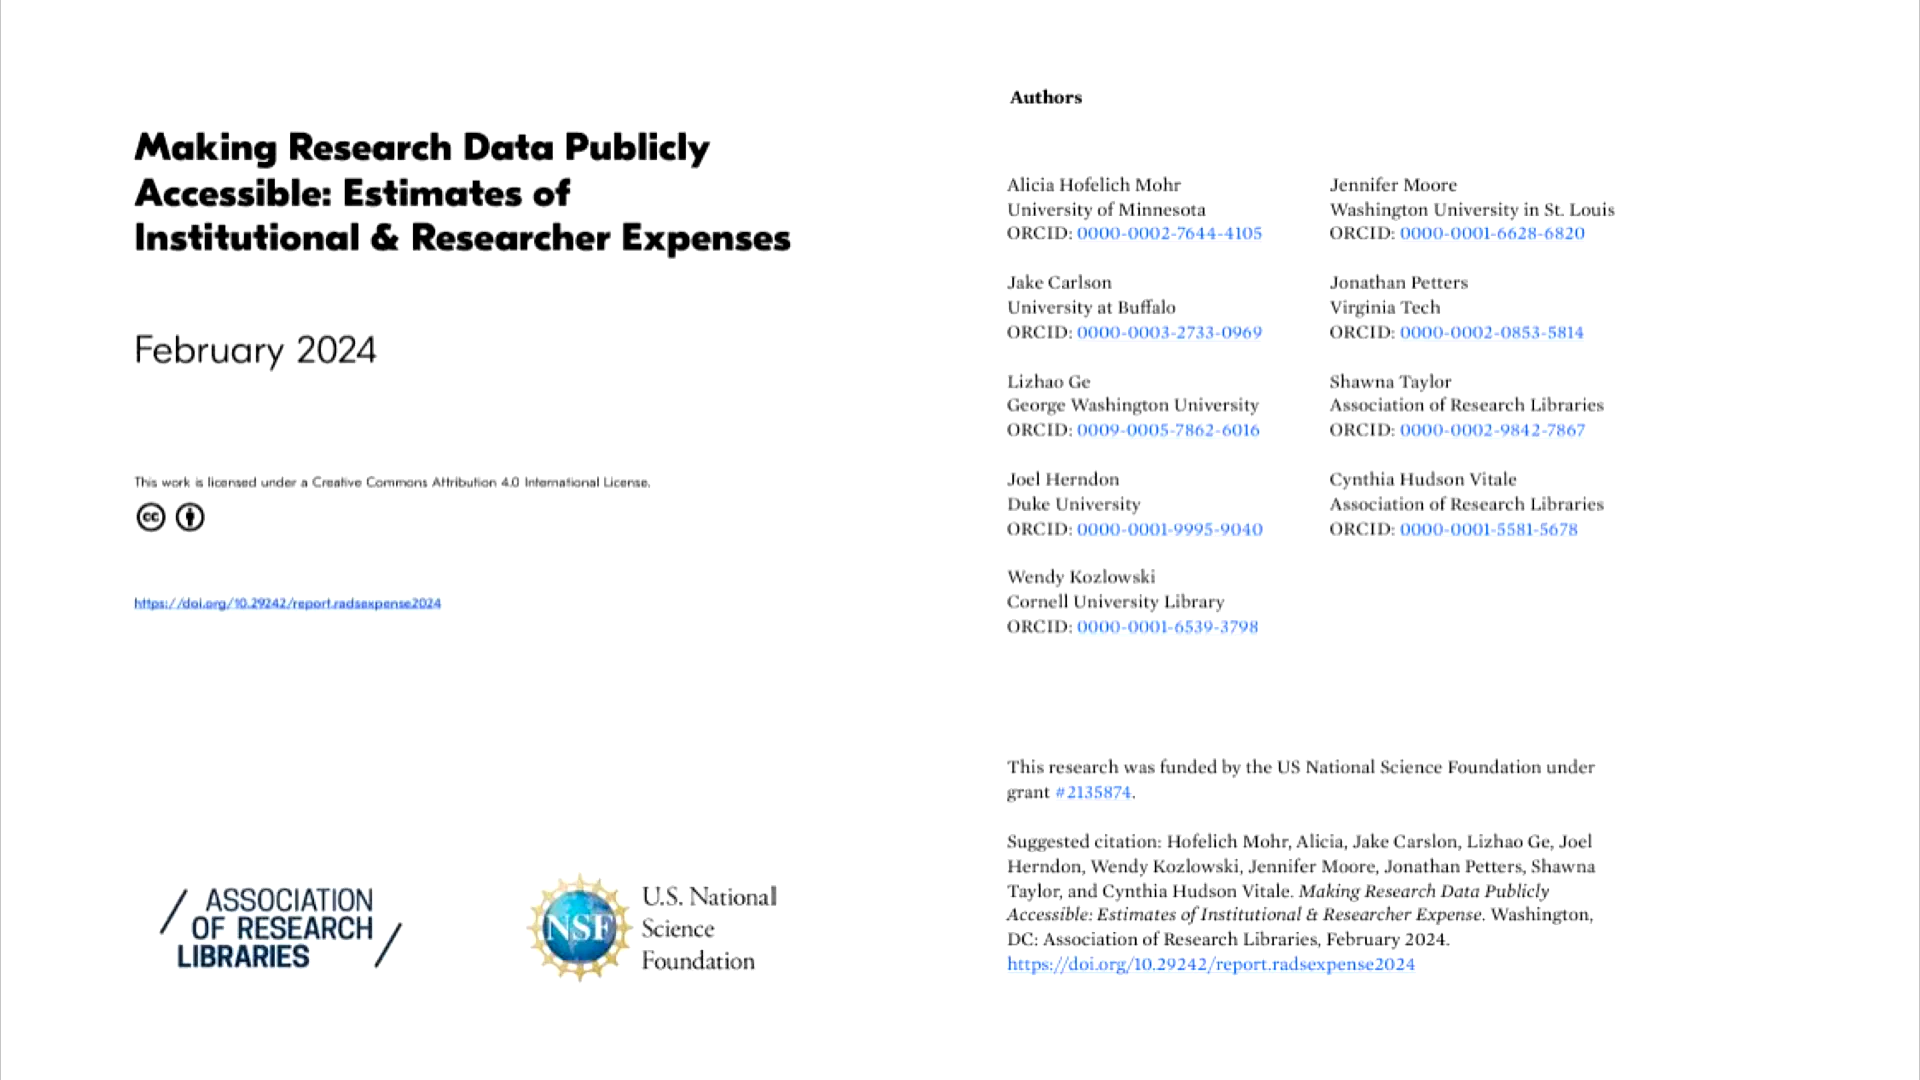 Making Research Data Publicly
Accessible: Estimates of
Institutional & Researcher Expenses
February 2024
This work is licensed under a Creative Commons Attribution 4.0 International License.
cc
https://doi.org/10.29242/report.radsexpense2024
ASSOCIATION
OF RESEARCH
LIBRARIES
NSF
U.S. National
Science
Foundation
Authors
Alicia Hofelich Mohr
University of Minnesota
ORCID: 0000-0002-7644-4105
Jake Carlson
University at Buffalo
ORCID: 0000-0003-2733-0969
Lizhao Ge
George Washington University
ORCID: 0009-0005-7862-6016
Joel Herndon
Duke University
ORCID: 0000-0001-9995-9040
Wendy Kozlowski
Cornell University Library
ORCID: 0000-0001-6539-3798
Jennifer Moore
Washington University in St. Louis
ORCID: 0000-0001-6628-6820
Jonathan Petters
Virginia Tech
ORCID: 0000-0002-0853-5814
Shawna Taylor
Association of Research Libraries
ORCID: 0000-0002-9842-7867
Cynthia Hudson Vitale
Association of Research Libraries
ORCID: 0000-0001-5581-5678
This research was funded by the US National Science Foundation under
grant #2135874.
Suggested citation: Hofelich Mohr, Alicia, Jake Carslon, Lizhao Ge, Joel
Herndon, Wendy Kozlowski, Jennifer Moore, Jonathan Petters, Shawna
Taylor, and Cynthia Hudson Vitale. Making Research Data Publicly
Accessible: Estimates of Institutional & Researcher Expense. Washington,
DC: Association of Research Libraries, February 2024.
https://doi.org/10.29242/report.radsexpense2024